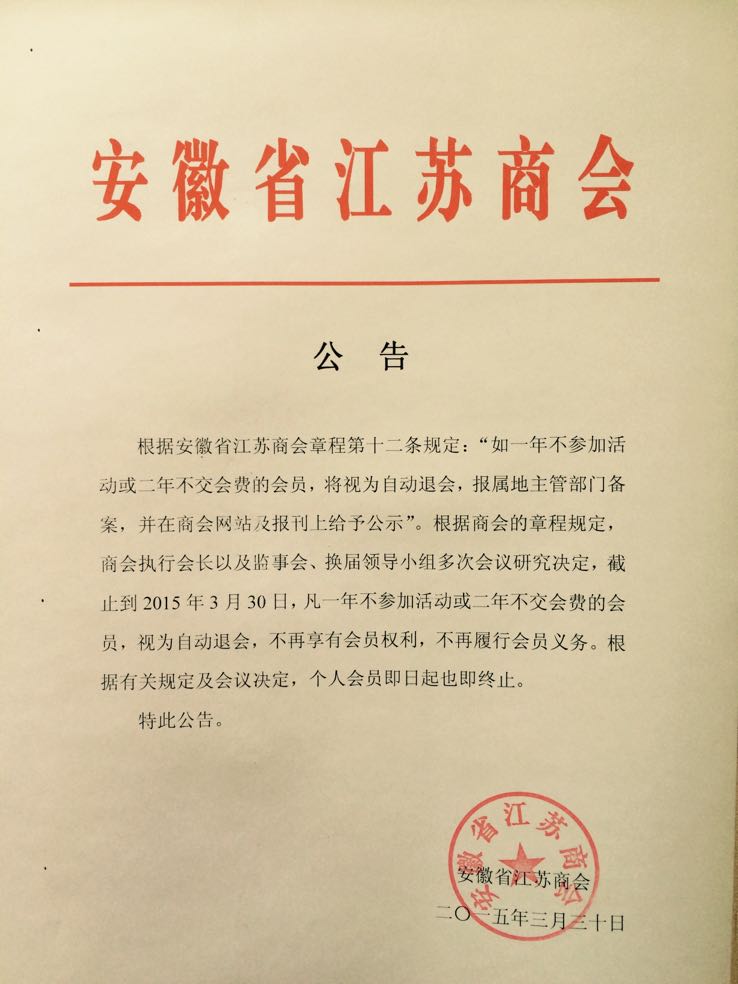 安徽省江苏商会
公 告
根据安徽省江苏商会章程第十二条规定：“如一年不参加活
动或二年不交会费的会员，将视为自动退会，报属地主管部门备
案，并在商会网站及报刊上给予公示”。根据商会的章程规定，
商会执行会长以及监事会、换届领导小组多次会议研究决定，截
止到 2015 年 3 月 30 日，凡一年不参加活动或二年不交会费的会
员，视为自动退会，不再享有会员权利，不再履行会员义务。根
据有关规定及会议决定，个人会员即日起也即终止。
特此公告。
安徽省江苏商会
安徽省江苏商会
二〇一五年三月三十日